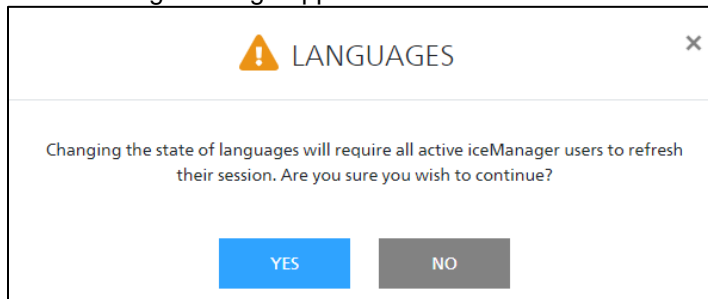 LANGUAGES
Changing the state of languages will require all active iceManager users to refresh
their session. Are you sure you wish to continue?
YES
NO